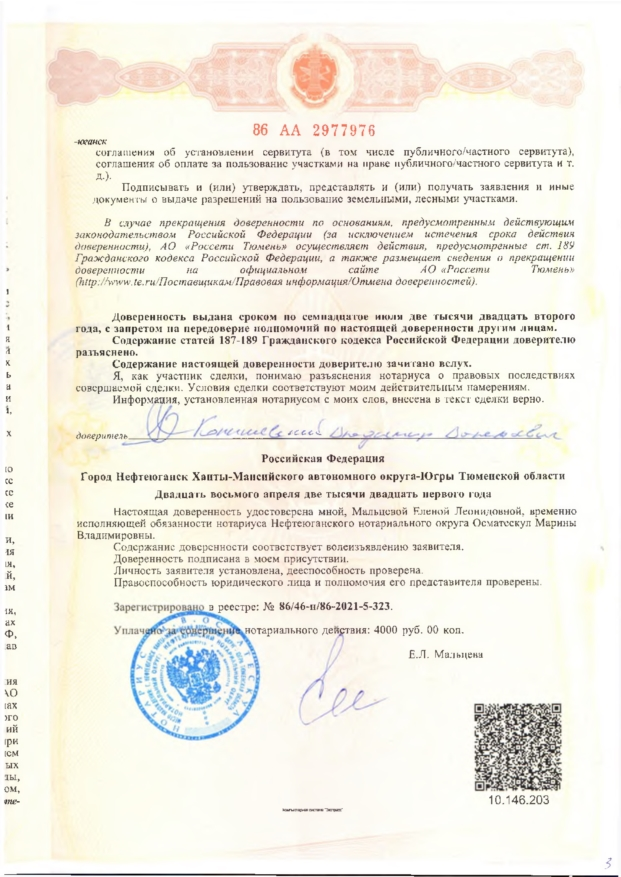 86 АА 2977976
-юганск
соглашения об установлении сервитута (в том числе публичного/частного сервитута),
соглашения об оплате за пользование участками на праве публичного/частного сервитута и т.
д.).
Подписывать и (или) утверждать, представлять и (или) получать заявления и иные
документы о выдаче разрешений на пользование земельными, лесными участками.
В случае прекращения доверенности по основаниям, предусмотренным действующим
законодательством Российской Федерации (за исключением истечения срока действия
доверенности), АО «Россети Тюмень» осуществляет действия, предусмотренные ст. 189
Гражданского кодекса Российской Федерации, а также размещает сведения о прекращении
доверенности на официальном сайте АО «Россети Тюмень»
(http://www.te.ru/Поставщикам/Правовая информация/Отмена доверенностей).
Доверенность выдана сроком по семнадцатое июля две тысячи двадцать второго
года, с запретом на передоверие полномочий по настоящей доверенности другим лицам.
Содержание статей 187-189 Гражданского кодекса Российской Федерации доверителю
разъяснено.
Содержание настоящей доверенности доверителю зачитано вслух.
Я, как участник сделки, понимаю разъяснения нотариуса о правовых последствиях
совершаемой сделки. Условия сделки соответствуют моим действительным намерениям.
Информация, установленная нотариусом с моих слов, внесена в текст сделки верно.
доверитель
Российская Федерация
Город Нефтеюганск Ханты-Мансийского автономного округа-Югры Тюменской области
Двадцать восьмого апреля две тысячи двадцать первого года
Настоящая доверенность удостоверена мной, Мальцевой Еленой Леонидовной, временно
исполняющей обязанности нотариуса Нефтеюганского нотариального округа Осматескул Марины
Владимировны.
Содержание доверенности соответствует волеизъявлению заявителя.
Доверенность подписана в моем присутствии.
Личность заявителя установлена, дееспособность проверена.
Правоспособность юридического лица и полномочия его представителя проверены.
Зарегистрировано в реестре: № 86/46-н/86-2021-5-323.
Уплачено за совершение нотариального действия: 4000 руб. 00 коп.
Е.Л. Мальцева
10.146.203
3